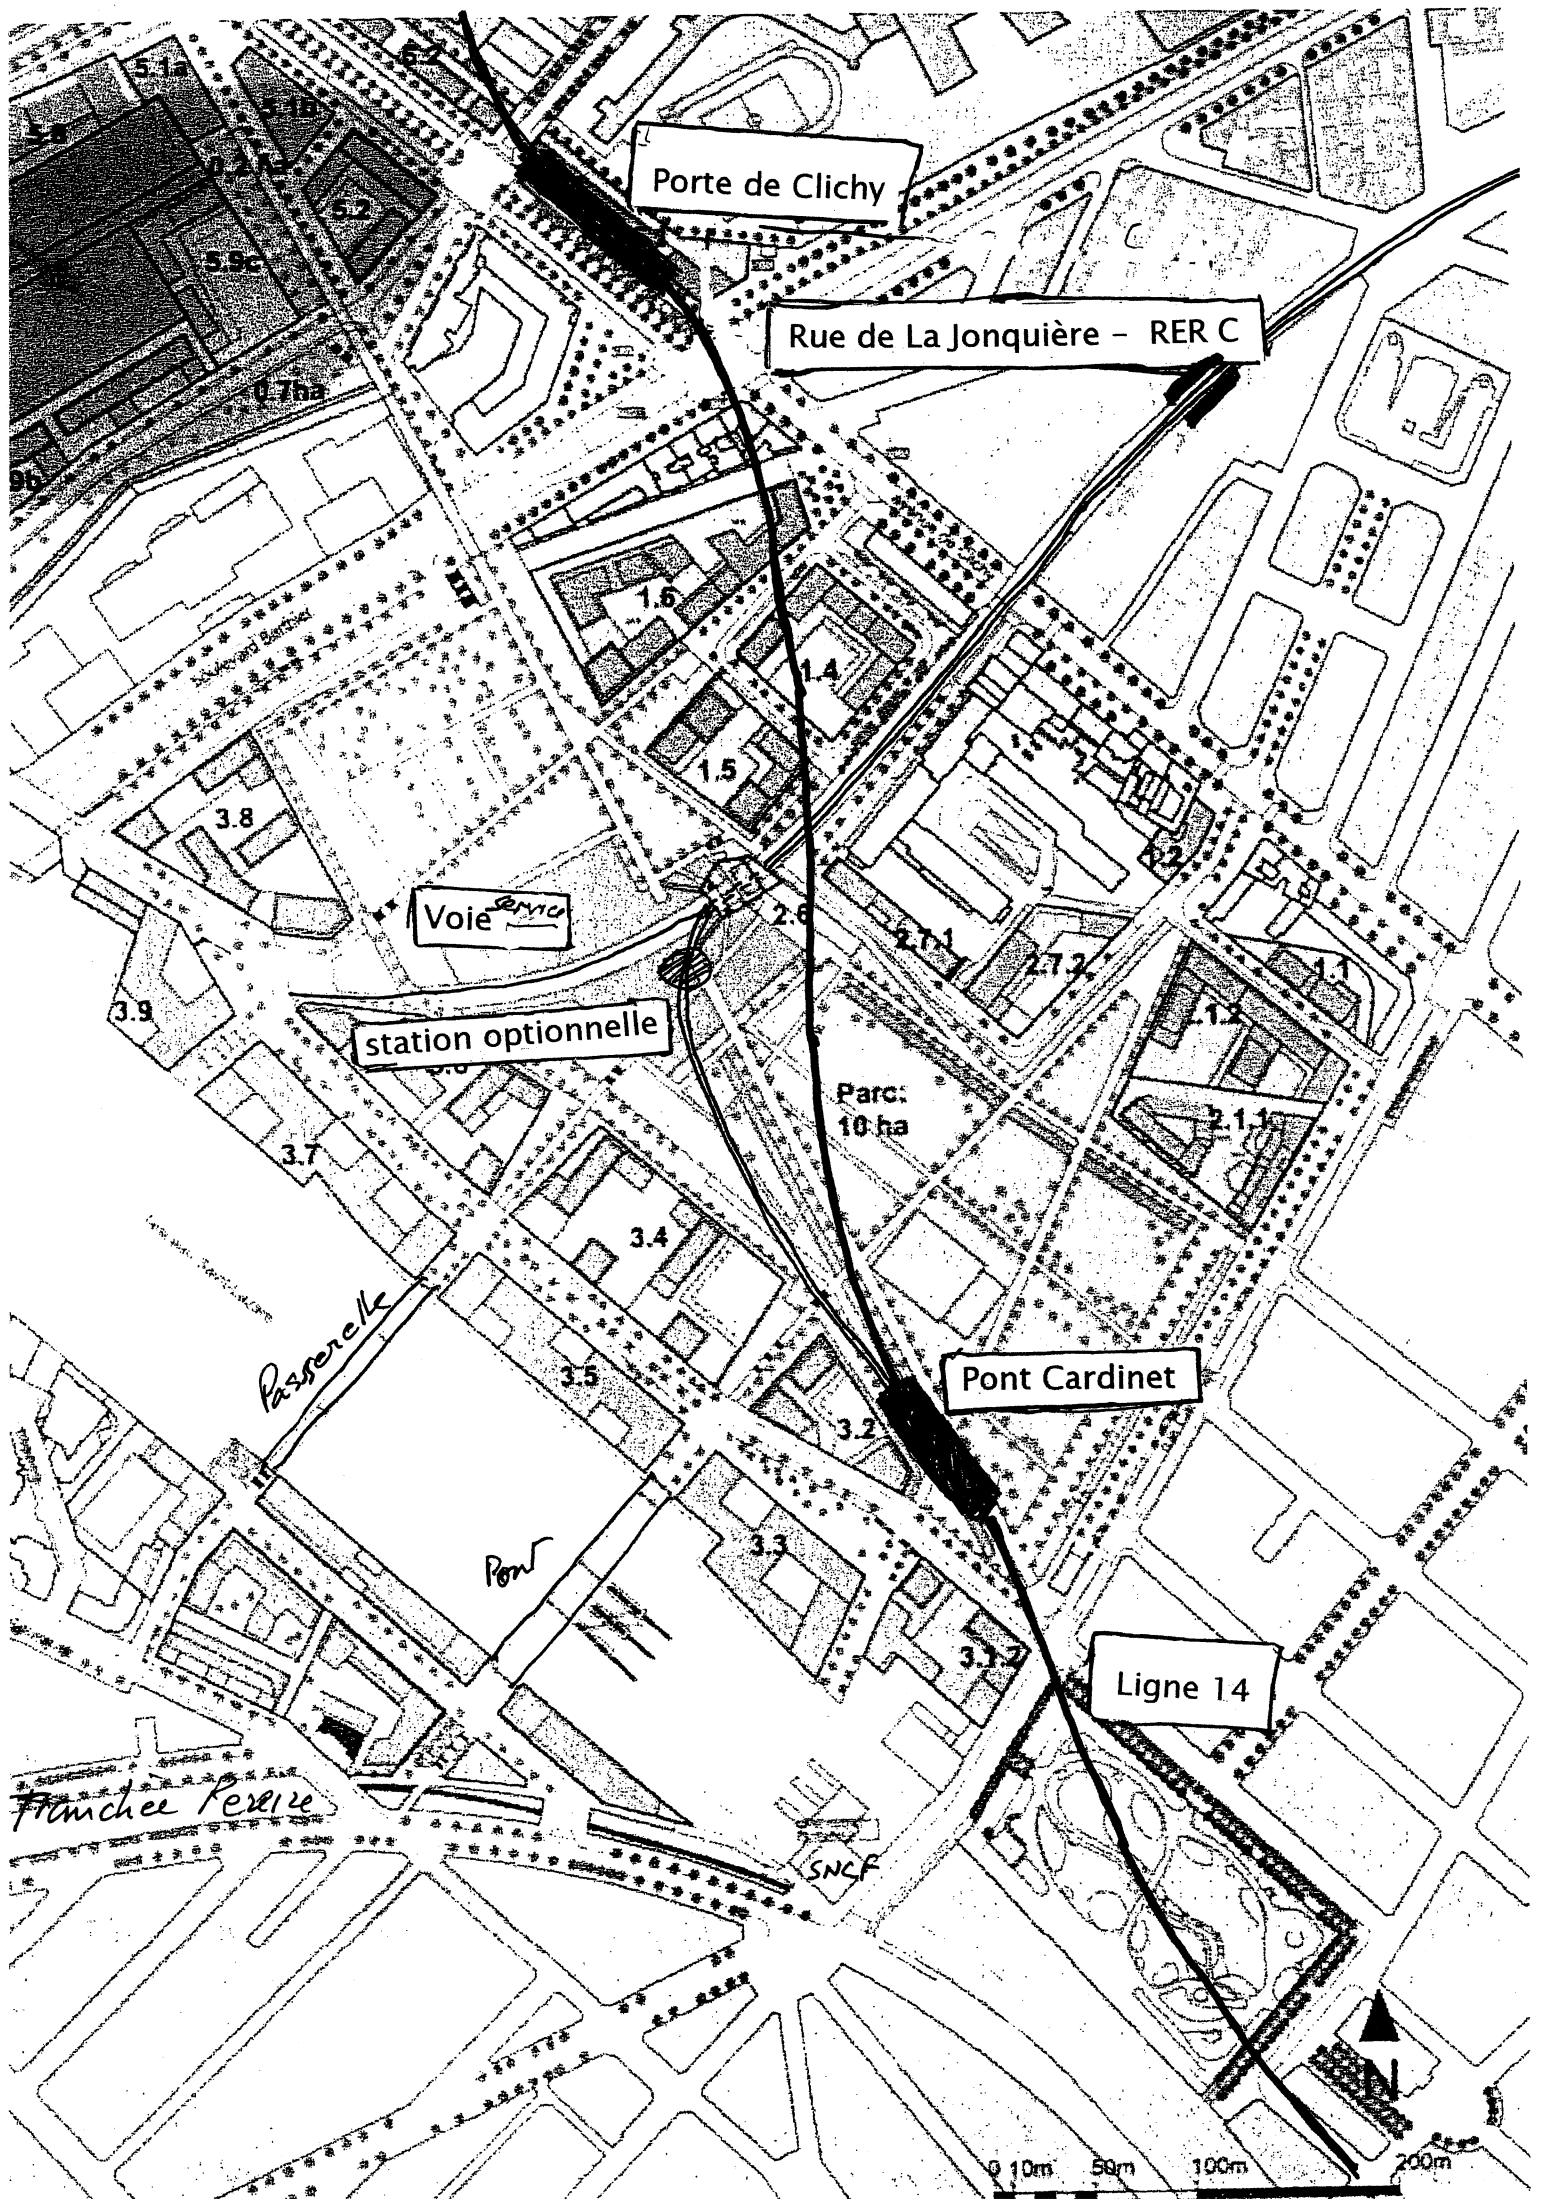 5.1a
5.1b
5.2
Porte de Clichy
5.9c
Rue de La Jonquière – RER C
0.7ha
9b
1.6
Boulevard Berthier
1.4
1.5
3.8
Voie service
2.6
2.7.1
2.7.2
1.1
3.9
station optionnelle
2.1.2
Parc:
10 ha
2.1.1
3.7
3.4
Passerelle
3.5
Pont Cardinet
3.2
3.3
Pont
3.1.2
Ligne 14
Tranchée Pereire
SNCF
N
0 10m 50m 100m 200m